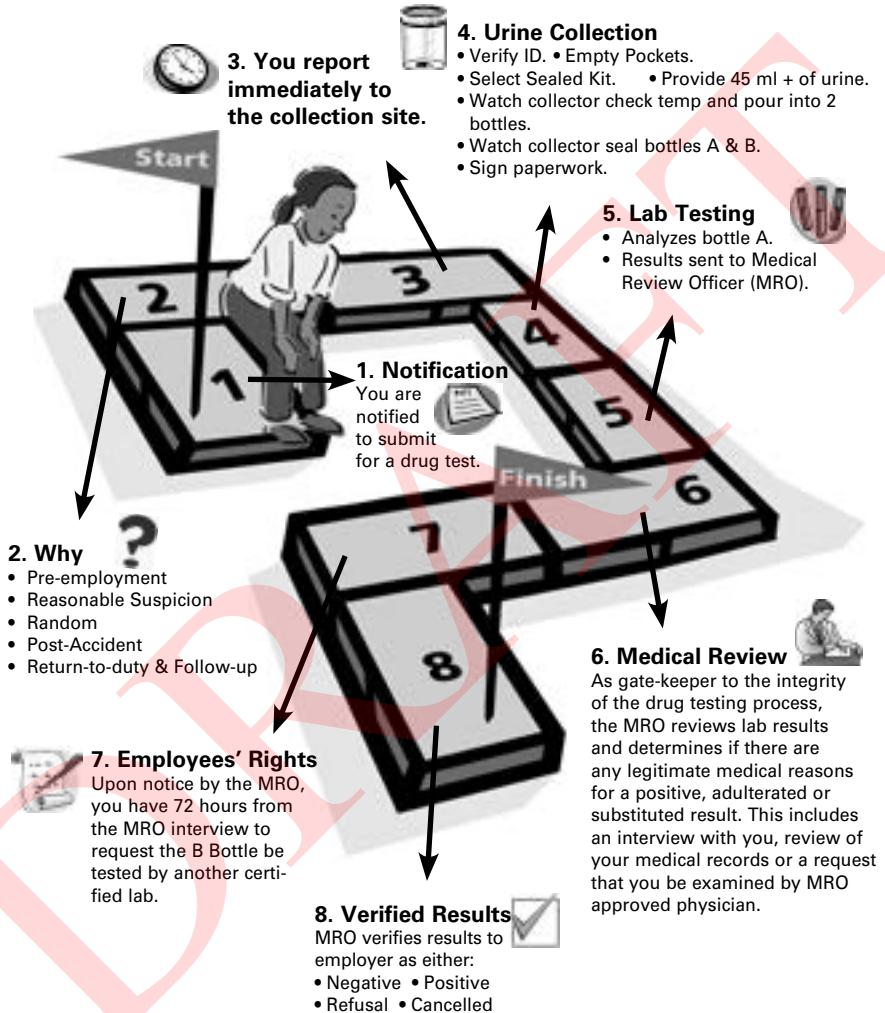 Start
1. Notification
You are
notified
to submit
for a drug test.
2. Why
• Pre-employment
• Reasonable Suspicion
• Random
• Post-Accident
• Return-to-duty & Follow-up
3. You report
immediately to
the collection site.
4. Urine Collection
• Verify ID. • Empty Pockets.
• Select Sealed Kit. • Provide 45 ml + of urine.
• Watch collector check temp and pour into 2
bottles.
• Watch collector seal bottles A & B.
• Sign paperwork.
5. Lab Testing
• Analyzes bottle A.
• Results sent to Medical
Review Officer (MRO).
6. Medical Review
As gate-keeper to the integrity
of the drug testing process,
the MRO reviews lab results
and determines if there are
any legitimate medical reasons
for a positive, adulterated or
substituted result. This includes
an interview with you, review of
your medical records or a request
that you be examined by MRO
approved physician.
7. Employees’ Rights
Upon notice by the MRO,
you have 72 hours from
the MRO interview to
request the B Bottle be
tested by another certi-
fied lab.
8. Verified Results
MRO verifies results to
employer as either:
• Negative • Positive
• Refusal • Cancelled
Finish
1
2
3
4
5
6
7
8
DRAFT